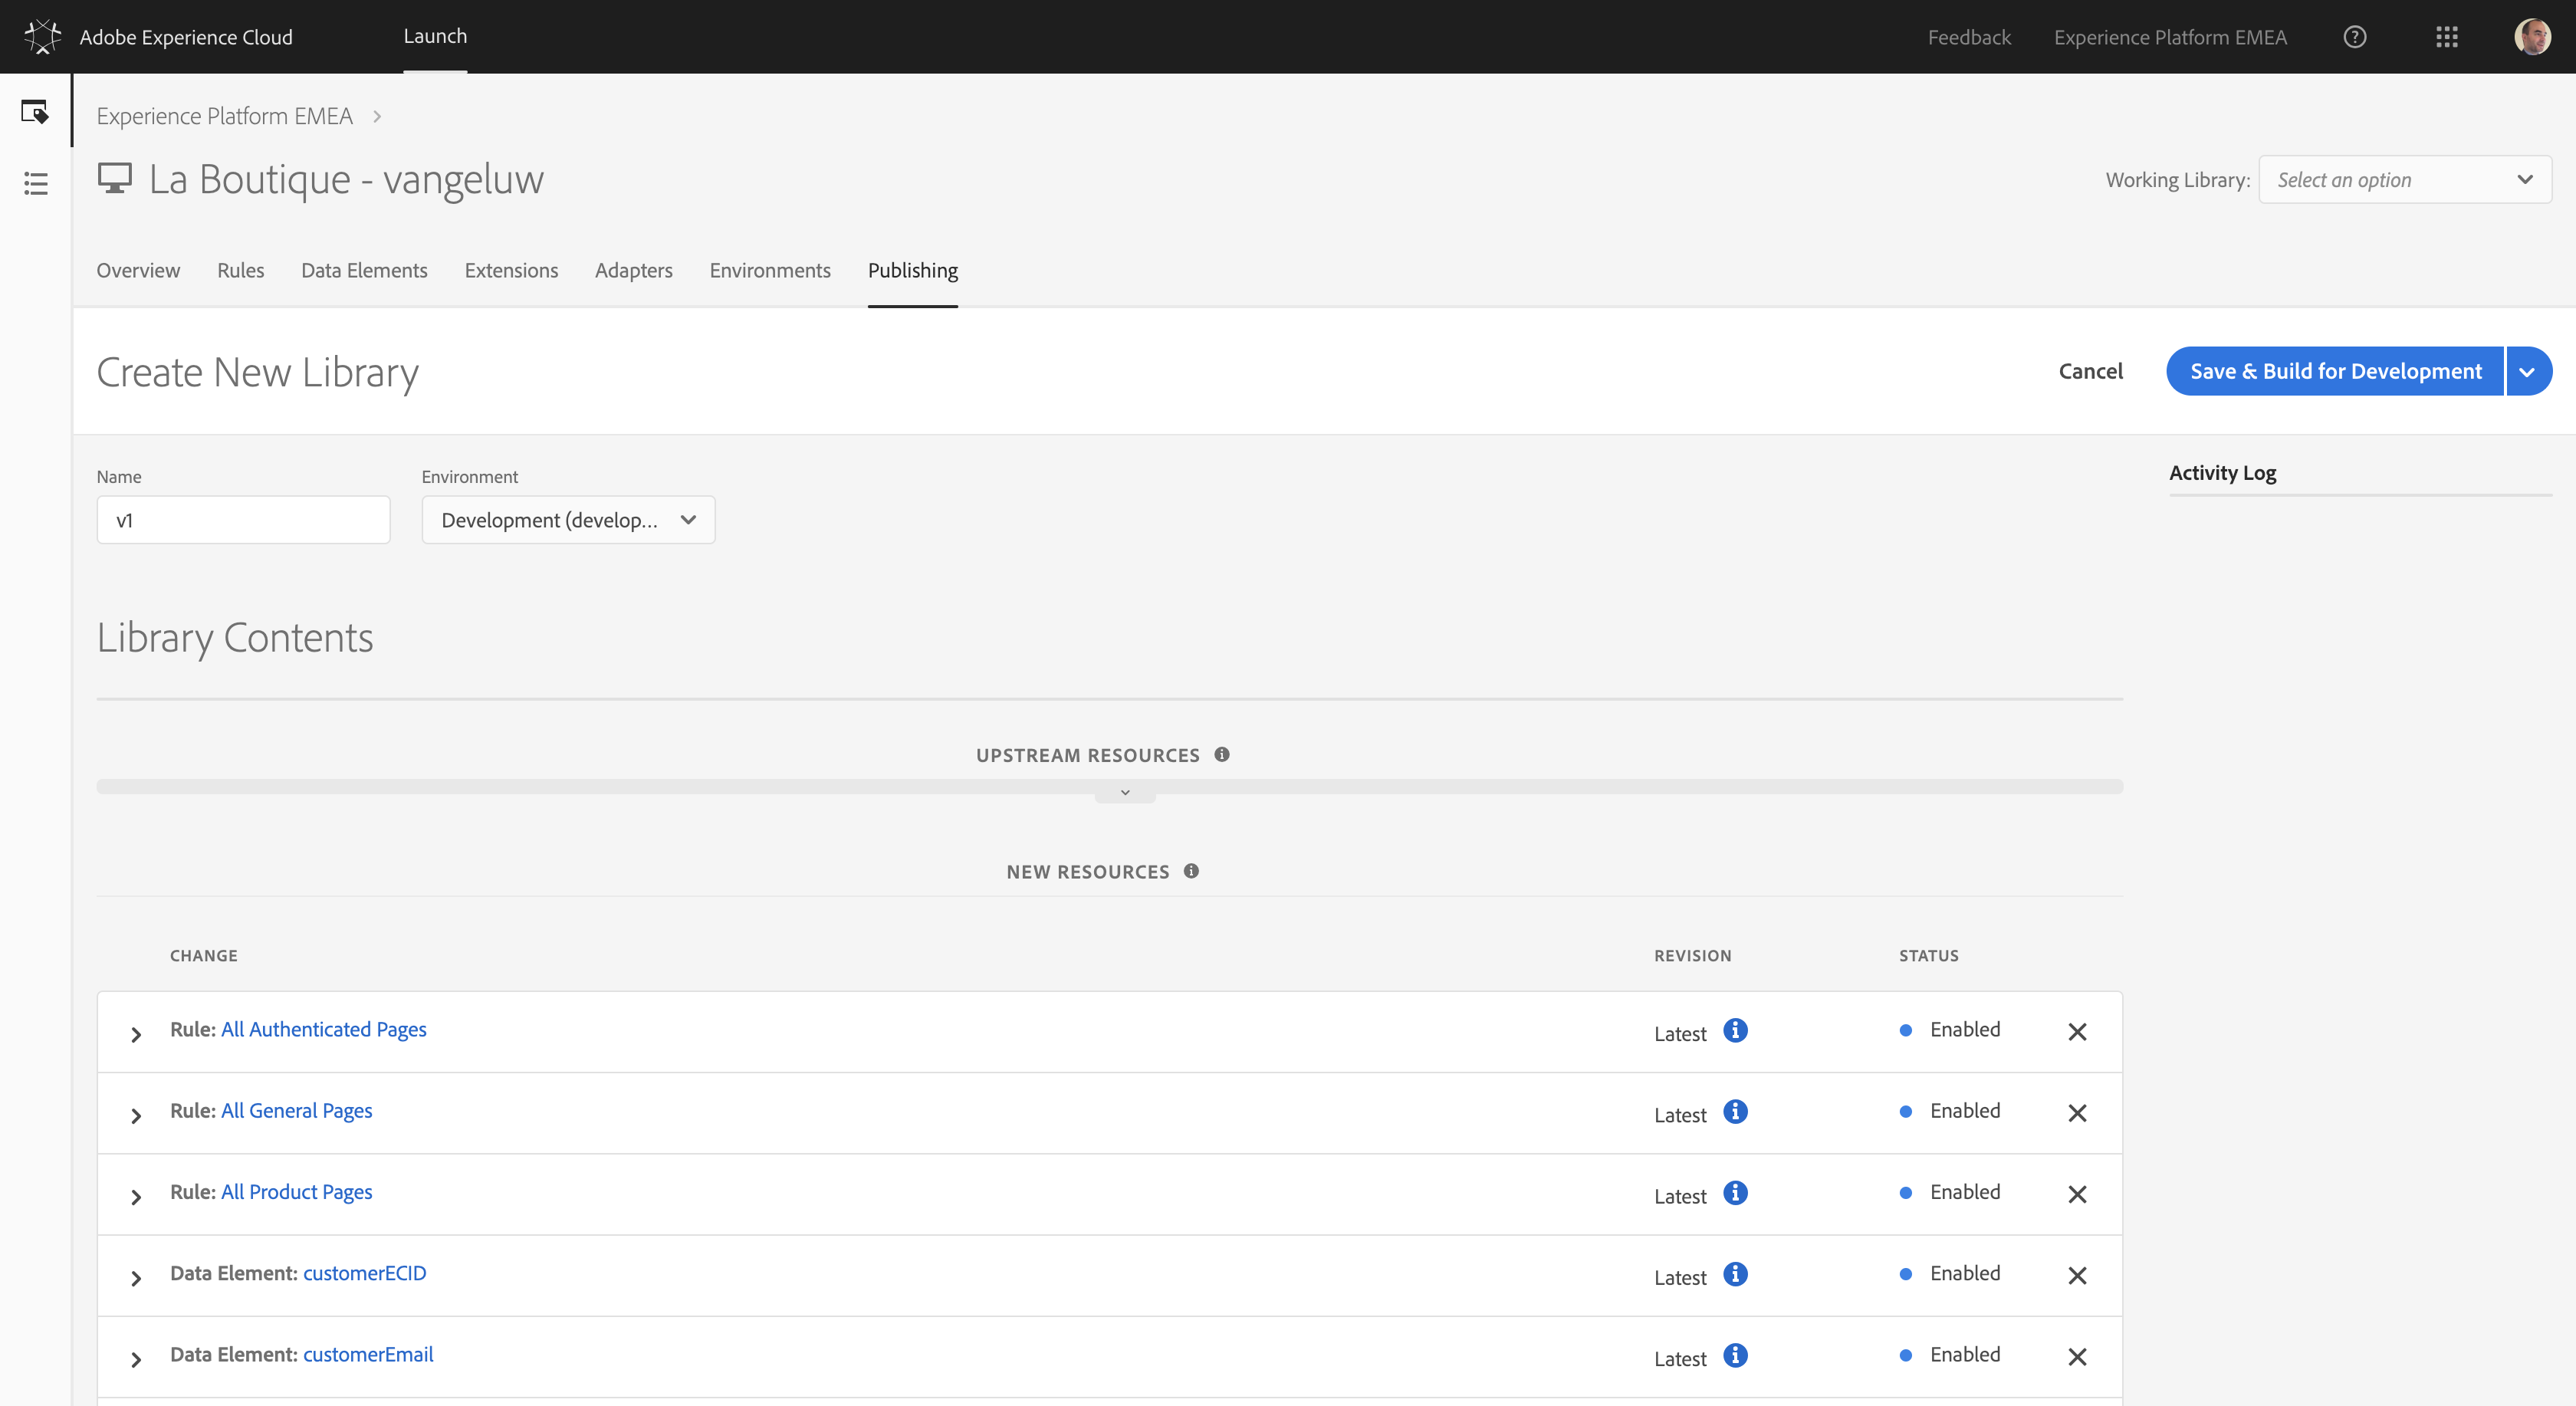 Adobe Experience Cloud
Launch
Feedback
Experience Platform EMEA
Experience Platform EMEA
La Boutique - vangeluw
Working Library: Select an option
Overview Rules Data Elements Extensions Adapters Environments Publishing
Create New Library
Cancel
Save & Build for Development
Name
Environment
Activity Log
v1
Development (develop...
Library Contents
UPSTREAM RESOURCES
NEW RESOURCES
CHANGE REVISION STATUS
Rule: All Authenticated Pages Latest Enabled
Rule: All General Pages Latest Enabled
Rule: All Product Pages Latest Enabled
Data Element: customerECID Latest Enabled
Data Element: customerEmail Latest Enabled